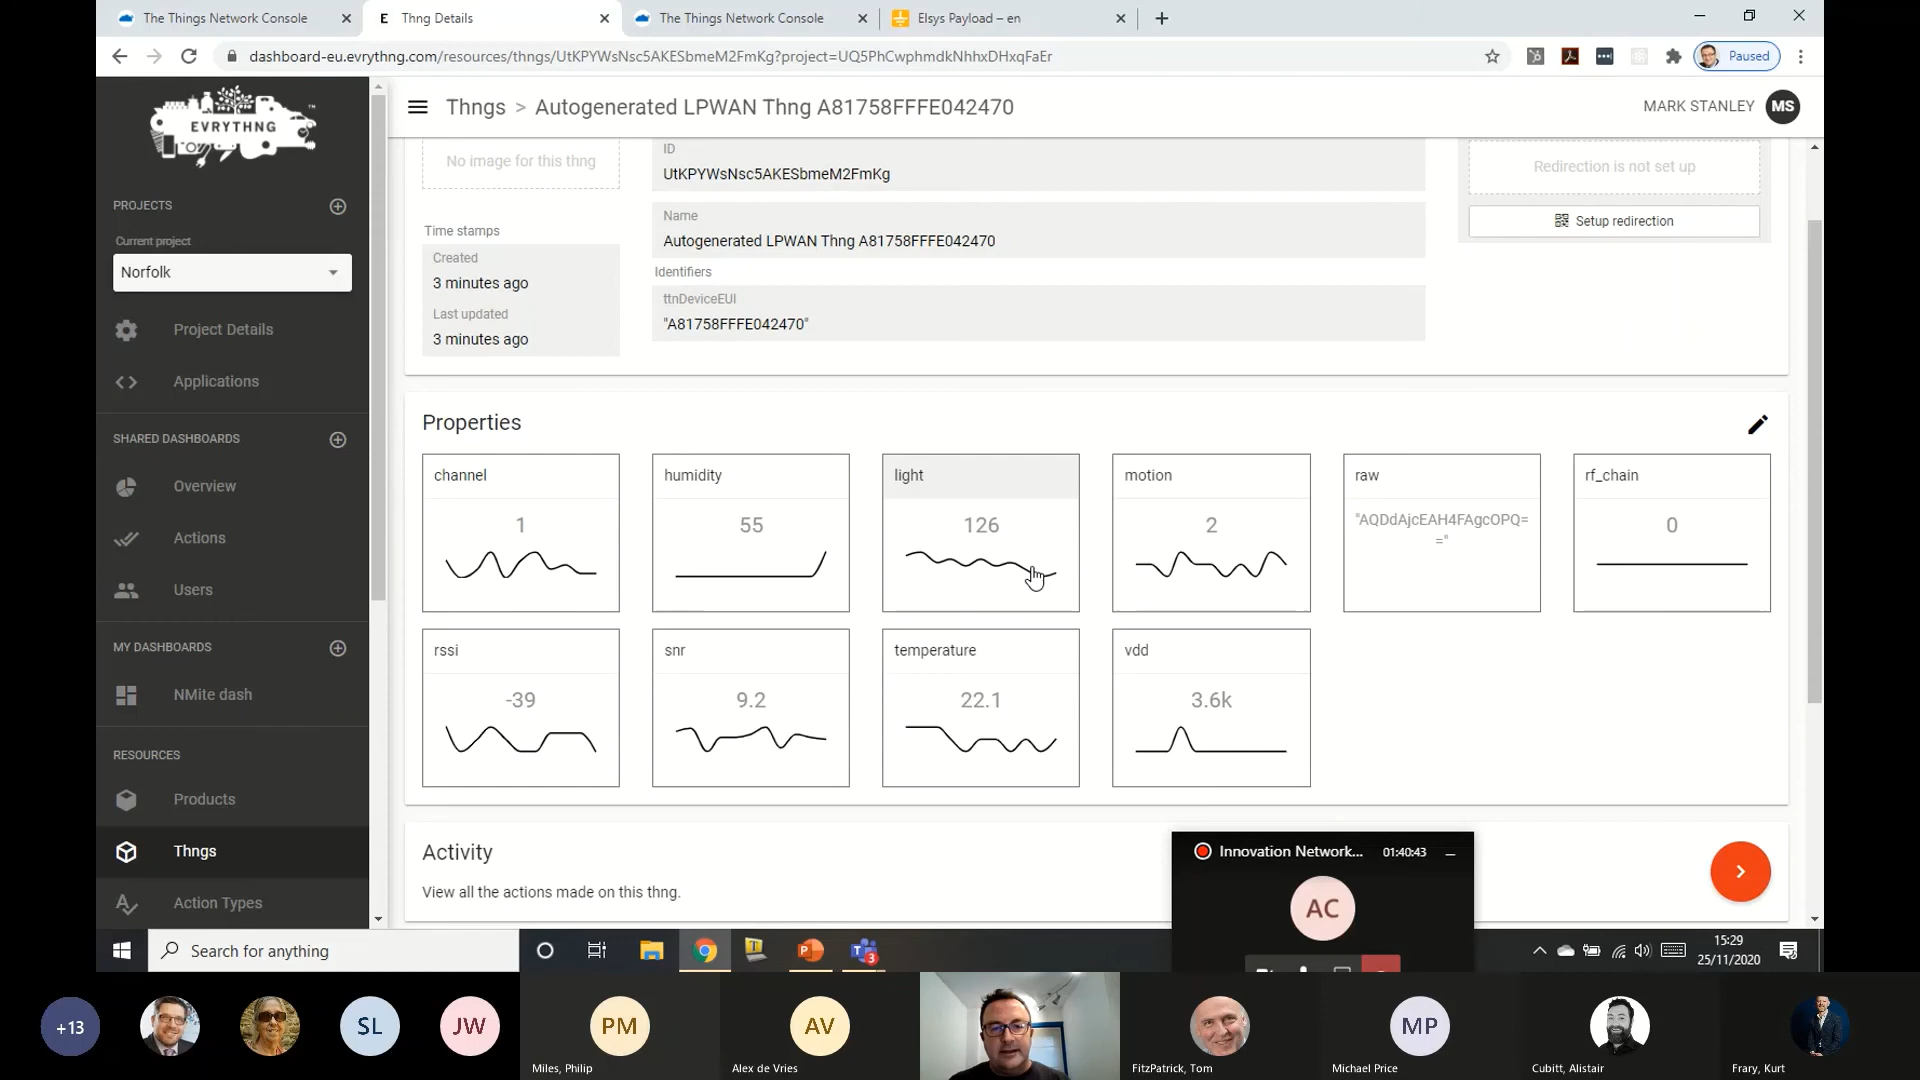 The Things Network Console
E Thng Details
The Things Network Console
Elsys Payload – en
dashboard-eu.evrythng.com/resources/thngs/UtKPYWsNsc5AKESbmeM2FmKg?project=UQ5PhCwphmdkNhhxDHxqFaEr
Paused
EVRYTHNG
TM
Thngs > Autogenerated LPWAN Thng A81758FFFE042470
MARK STANLEY MS
PROJECTS
Current project
Norfolk
Project Details
Applications
SHARED DASHBOARDS
Overview
Actions
Users
MY DASHBOARDS
NMite dash
RESOURCES
Products
Thngs
Action Types
No image for this thng
Time stamps
Created
3 minutes ago
Last updated
3 minutes ago
ID
UtKPYWsNsc5AKESbmeM2FmKg
Name
Autogenerated LPWAN Thng A81758FFFE042470
Identifiers
ttnDeviceEUI
"A81758FFFE042470"
Redirection is not set up
Setup redirection
Properties
channel
1
humidity
55
light
126
motion
2
raw
"AQDdAjcEAH4FAgcOPQ=
="
rf_chain
0
rssi
-39
snr
9.2
temperature
22.1
vdd
3.6k
Activity
View all the actions made on this thng.
Innovation Network... 01:40:43
AC
Search for anything
3
15:29
25/11/2020
+13
SL
JW
PM
Miles, Philip
AV
Alex de Vries
FitzPatrick, Tom
MP
Michael Price
Cubitt, Alistair
Frary, Kurt